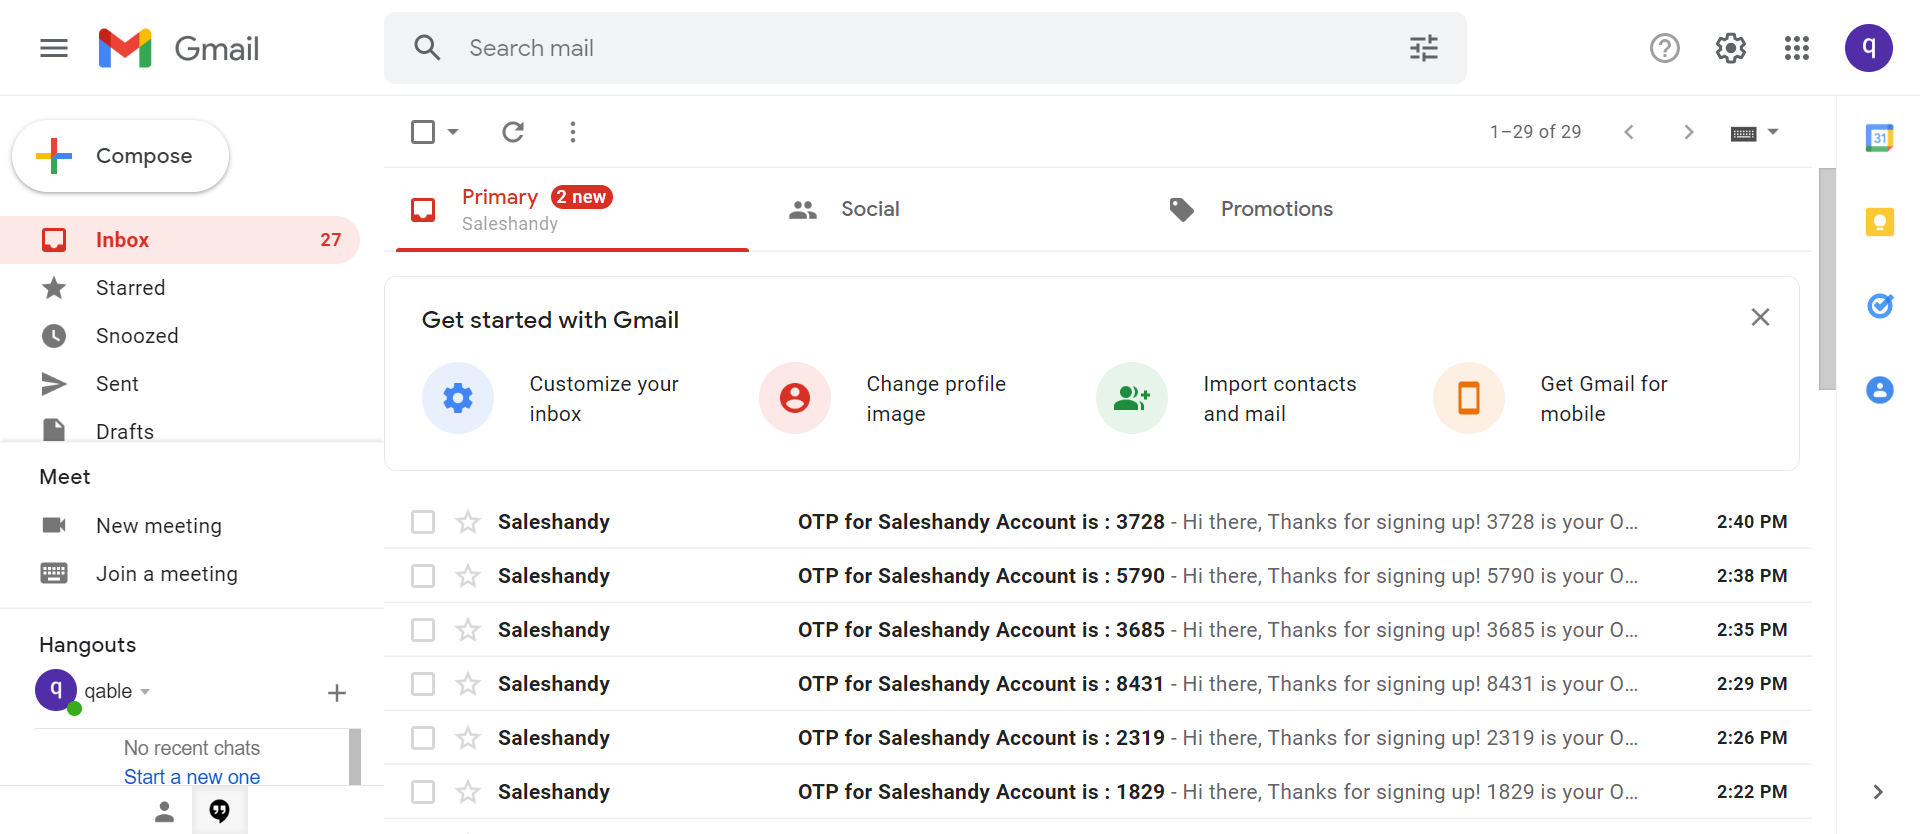 Gmail
Search mail
q
Compose
1–29 of 29
31
Primary 2 new
Saleshandy
Social
Promotions
Inbox 27
Starred
Snoozed
Sent
Drafts
Get started with Gmail
Customize your
inbox
Change profile
image
Import contacts
and mail
Get Gmail for
mobile
Meet
New meeting
Join a meeting
Hangouts
q
qable
No recent chats
Start a new one
Saleshandy OTP for Saleshandy Account is : 3728 - Hi there, Thanks for signing up! 3728 is your O... 2:40 PM
Saleshandy OTP for Saleshandy Account is : 5790 - Hi there, Thanks for signing up! 5790 is your O... 2:38 PM
Saleshandy OTP for Saleshandy Account is : 3685 - Hi there, Thanks for signing up! 3685 is your O... 2:35 PM
Saleshandy OTP for Saleshandy Account is : 8431 - Hi there, Thanks for signing up! 8431 is your O... 2:29 PM
Saleshandy OTP for Saleshandy Account is : 2319 - Hi there, Thanks for signing up! 2319 is your O... 2:26 PM
Saleshandy OTP for Saleshandy Account is : 1829 - Hi there, Thanks for signing up! 1829 is your O... 2:22 PM